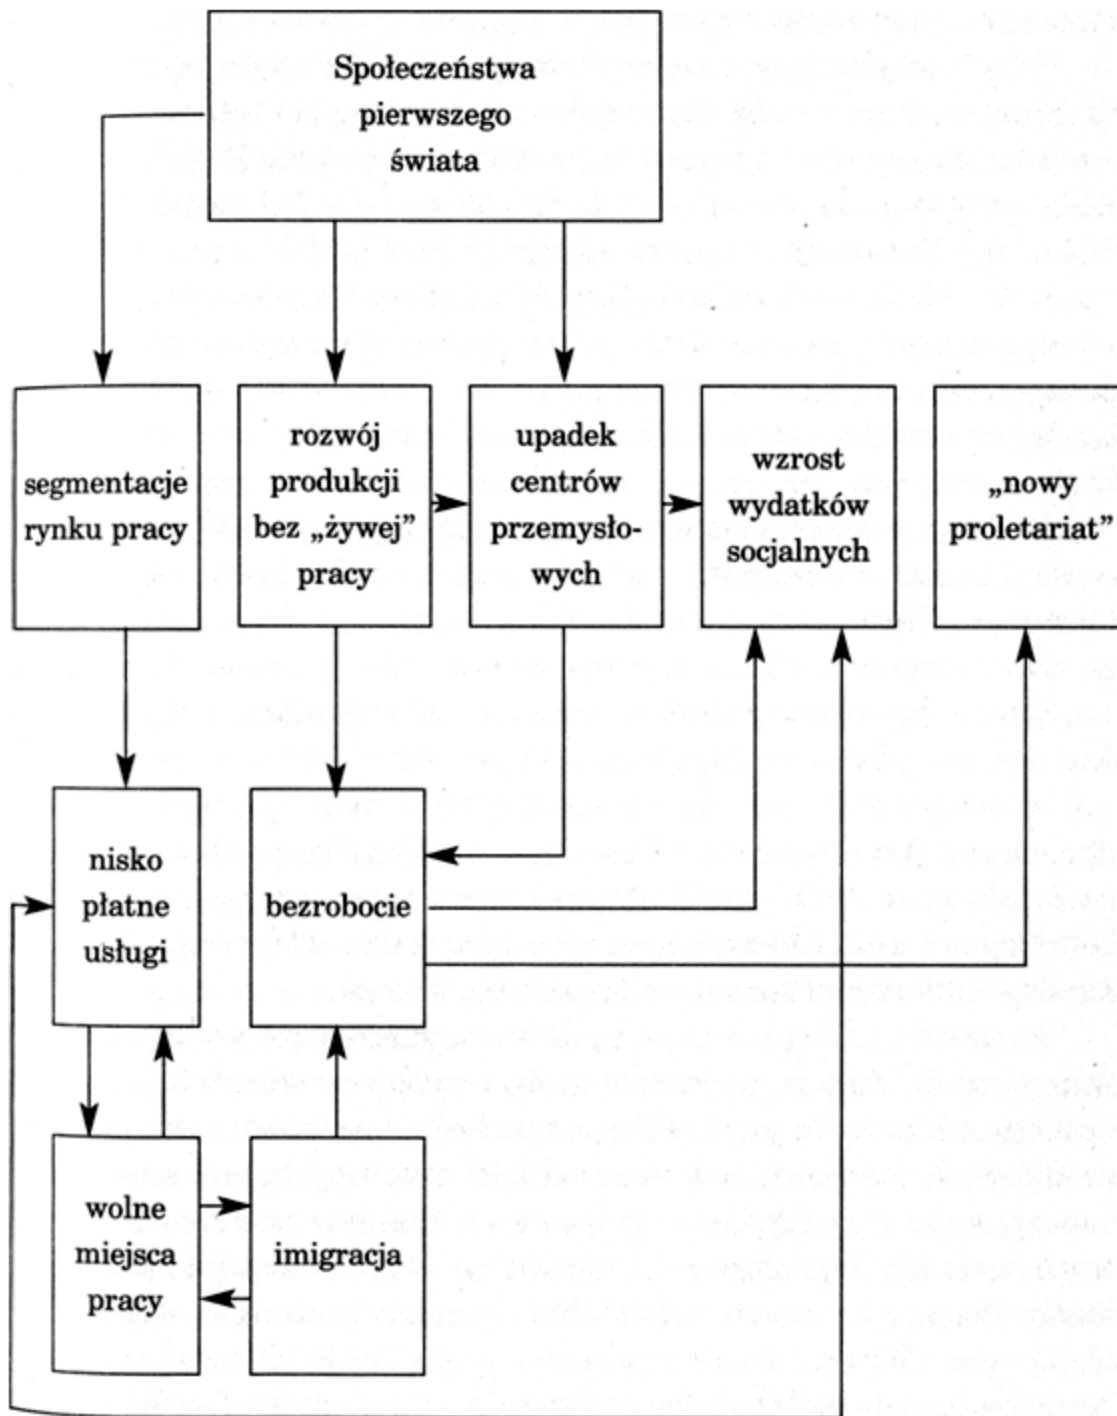 Społeczeństwa
pierwszego
świata
segmentacje
rynku pracy
rozwój
produkcji
bez „żywej”
pracy
upadek
centrów
przemysło-
wych
wzrost
wydatków
socjalnych
„nowy
proletariat”
nisko
płatne
usługi
bezrobocie
wolne
miejsca
pracy
imigracja